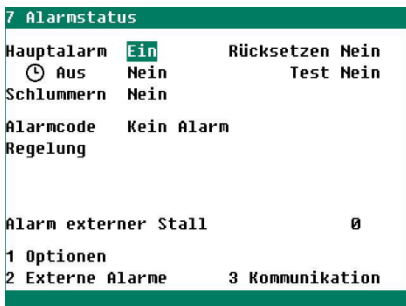 7 Alarmstatus
Hauptalarm Ein Rücksetzen Nein
Aus Nein Test Nein
Schlummern Nein
Alarmcode Kein Alarm
Regelung
Alarm externer Stall 0
1 Optionen
2 Externe Alarme 3 Kommunikation